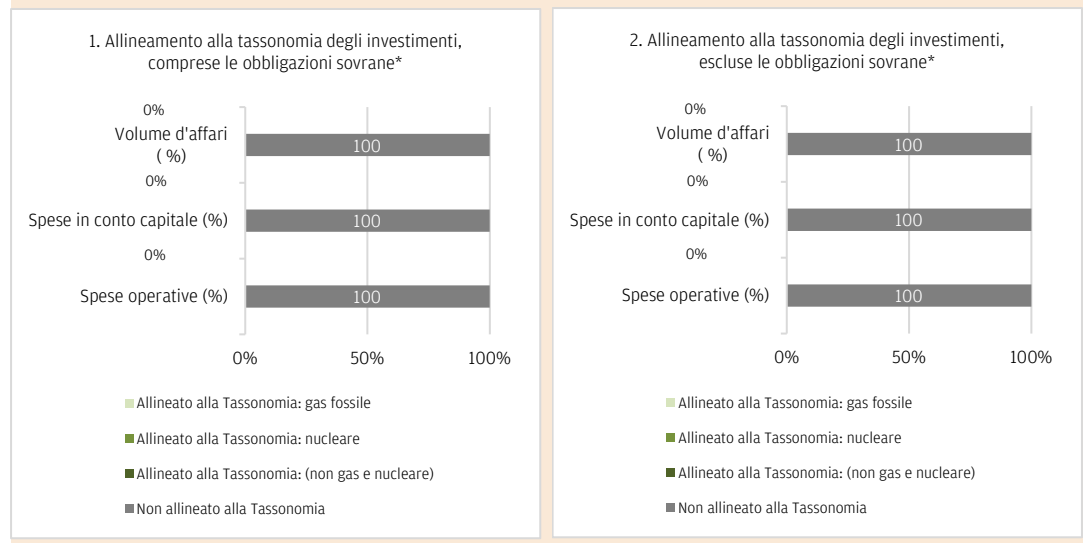 1. Allineamento alla tassonomia degli investimenti,
comprese le obbligazioni sovrane*
0%
Volume d'affari
( %)
100
0%
Spese in conto capitale (%)
100
0%
Spese operative (%)
100
0%
50%
100%
Allineato alla Tassonomia: gas fossile
Allineato alla Tassonomia: nucleare
Allineato alla Tassonomia: (non gas e nucleare)
Non allineato alla Tassonomia
2. Allineamento alla tassonomia degli investimenti,
escluse le obbligazioni sovrane*
0%
Volume d'affari
( %)
100
0%
Spese in conto capitale (%)
100
0%
Spese operative (%)
100
0%
50%
100%
Allineato alla Tassonomia: gas fossile
Allineato alla Tassonomia: nucleare
Allineato alla Tassonomia: (non gas e nucleare)
Non allineato alla Tassonomia